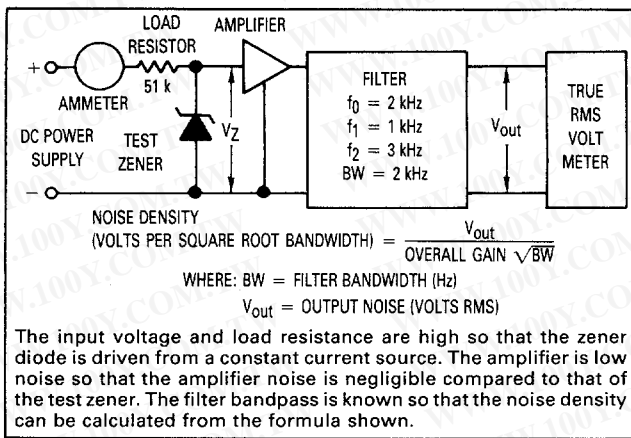 LOAD
RESISTOR
AMPLIFIER
+
51 k
AMMETER
DC POWER
SUPPLY
TEST
ZENER
VZ
−
FILTER
f0 = 2 kHz
f1 = 1 kHz
f2 = 3 kHz
BW = 2 kHz
Vout
TRUE
RMS
VOLT
METER
NOISE DENSITY
(VOLTS PER SQUARE ROOT BANDWIDTH) = Vout
OVERALL GAIN √BW
WHERE: BW = FILTER BANDWIDTH (Hz)
Vout = OUTPUT NOISE (VOLTS RMS)
The input voltage and load resistance are high so that the zener
diode is driven from a constant current source. The amplifier is low
noise so that the amplifier noise is negligible compared to that of
the test zener. The filter bandpass is known so that the noise density
can be calculated from the formula shown.
WWW.100Y.COM.TW